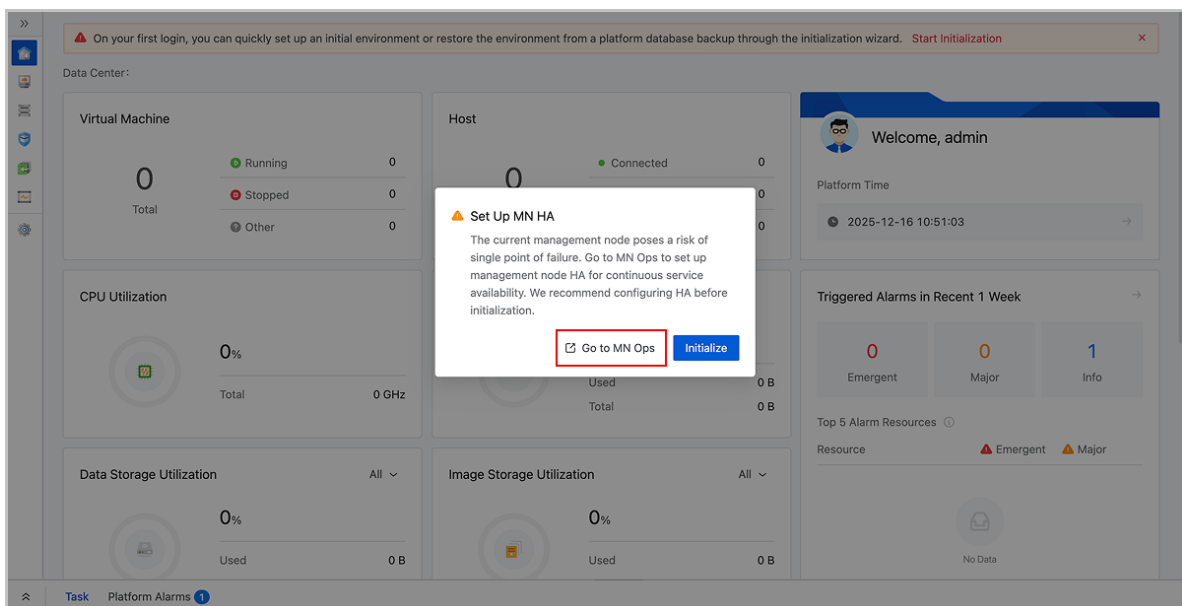 On your first login, you can quickly set up an initial environment or restore the environment from a platform database backup through the initialization wizard. Start Initialization
Data Center:
Virtual Machine
0
Total
Running 0
Stopped 0
Other 0
Host
0
Connected 0
0
0
Welcome, admin
Platform Time
2025-12-16 10:51:03
Set Up MN HA
The current management node poses a risk of
single point of failure. Go to MN Ops to set up
management node HA for continuous service
availability. We recommend configuring HA before
initialization.
Go to MN Ops
Initialize
CPU Utilization
0%
Total 0 GHz
Used 0 B
Total 0 B
Triggered Alarms in Recent 1 Week
0
Emergent
0
Major
1
Info
Top 5 Alarm Resources
Resource Emergent Major
No Data
Data Storage Utilization All
0%
Used 0 B
Image Storage Utilization All
0%
Used 0 B
Task Platform Alarms 1